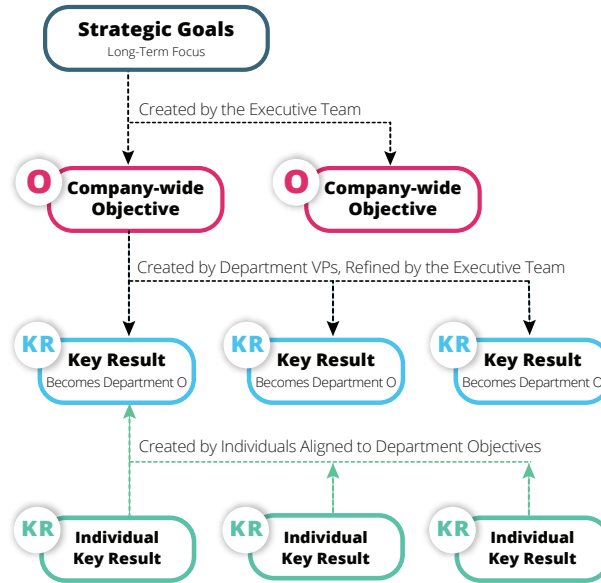 Strategic Goals
Long-Term Focus
Created by the Executive Team
O
Company-wide
Objective
O
Company-wide
Objective
Created by Department VPs, Refined by the Executive Team
KR
Key Result
Becomes Department O
KR
Key Result
Becomes Department O
KR
Key Result
Becomes Department O
Created by Individuals Aligned to Department Objectives
KR
Individual
Key Result
KR
Individual
Key Result
KR
Individual
Key Result